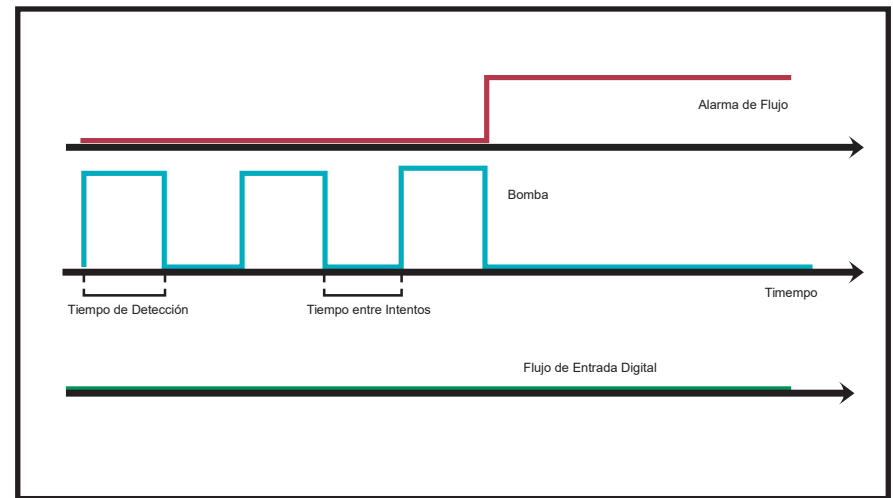 Alarma de Flujo
Bomba
Timempo
Tiempo de Detección
Tiempo entre Intentos
Flujo de Entrada Digital